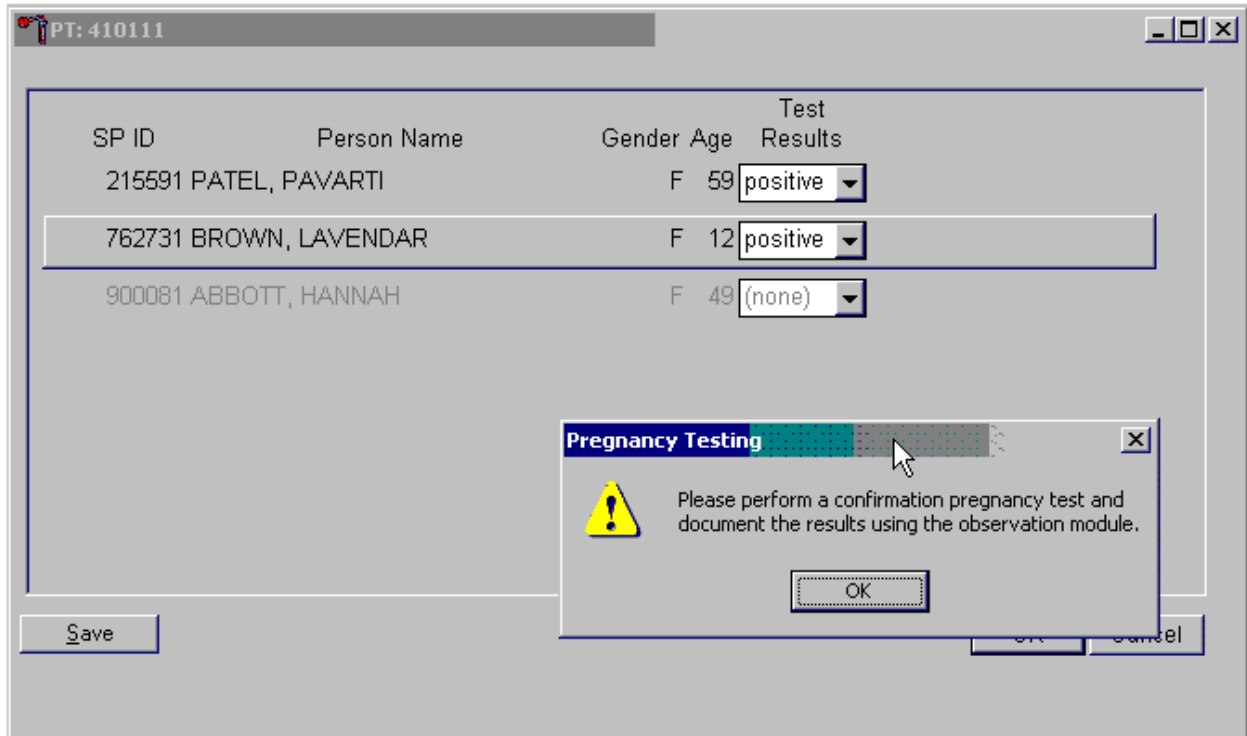 PT: 410111
Test
SP ID Person Name Gender Age Results
215591 PATEL, PAVARTI F 59 positive
762731 BROWN, LAVENDAR F 12 positive
900081 ABBOTT, HANNAH F 49 (none)
Pregnancy Testing
Please perform a confirmation pregnancy test and
document the results using the observation module.
OK
Save